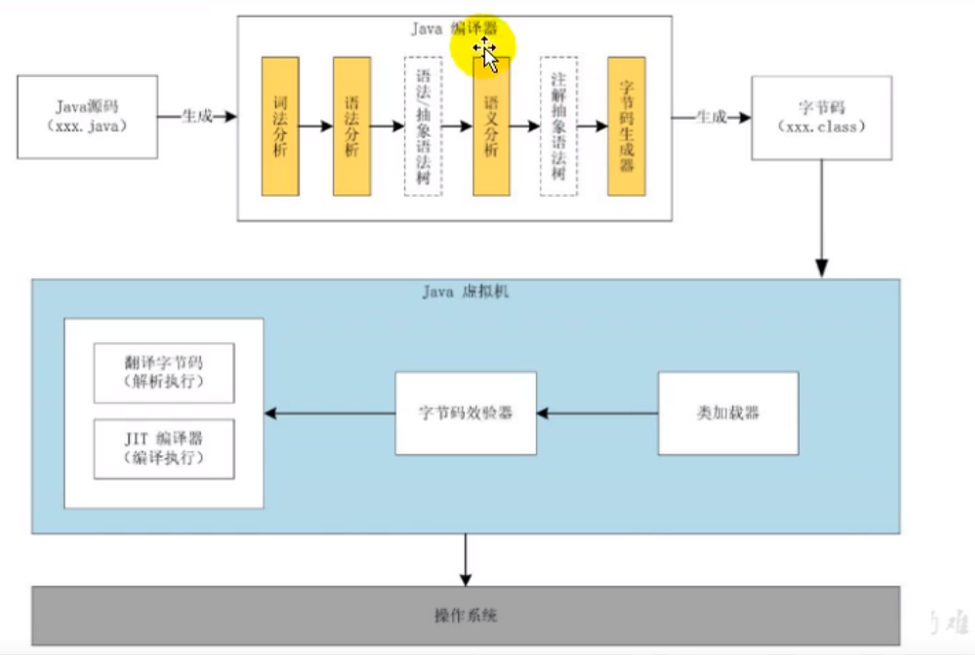 Java 编译器
Java源码
（xxx.java）
生成
词法分析
语法分析
语法/抽象语法树
语义分析
注解抽象语法树
字节码生成器
生成
字节码
（xxx.class）
Java 虚拟机
翻译字节码
（解析执行）
JIT 编译器
（编译执行）
字节码效验器
类加载器
操作系统
难